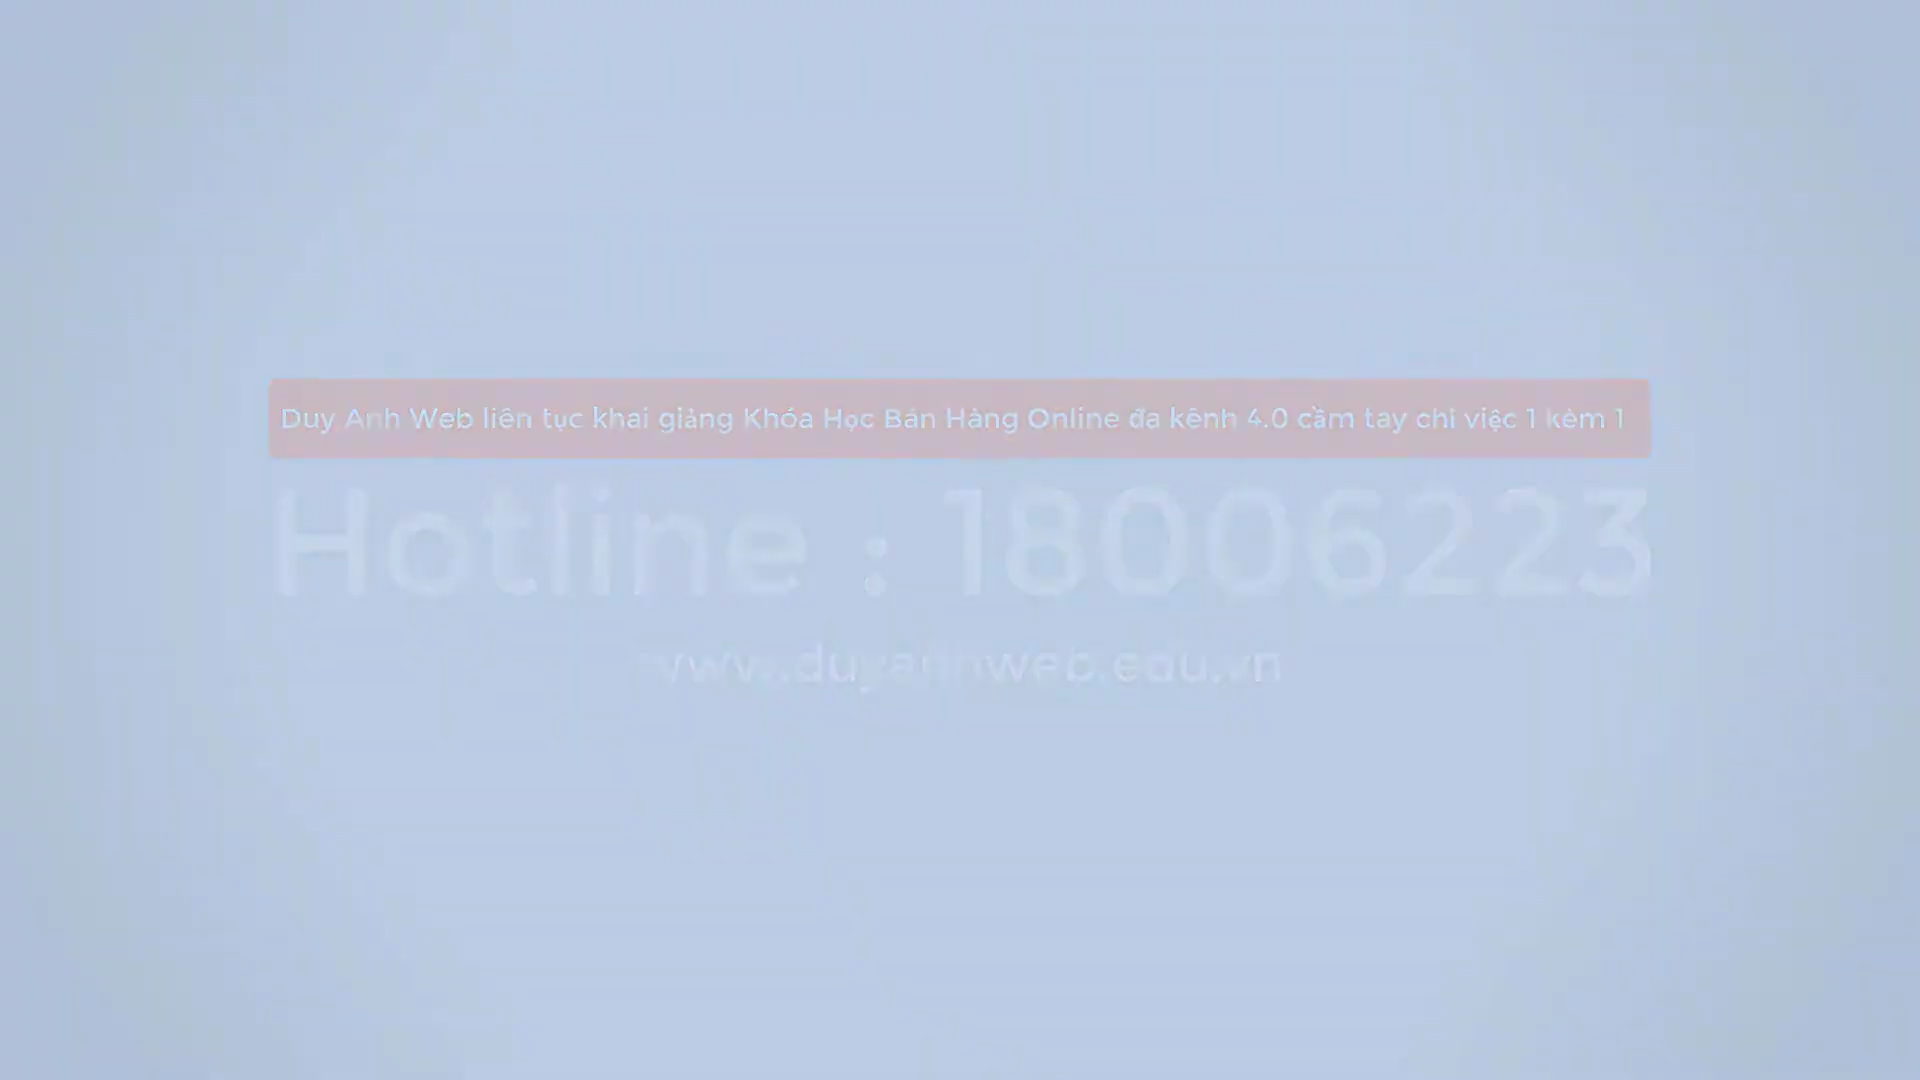 Duy Anh Web liên tục khai giảng Khóa Học Bán Hàng Online đa kênh 4.0 cầm tay chỉ việc 1 kèm 1
Hotline : 18006223
www.duyanhweb.edu.vn